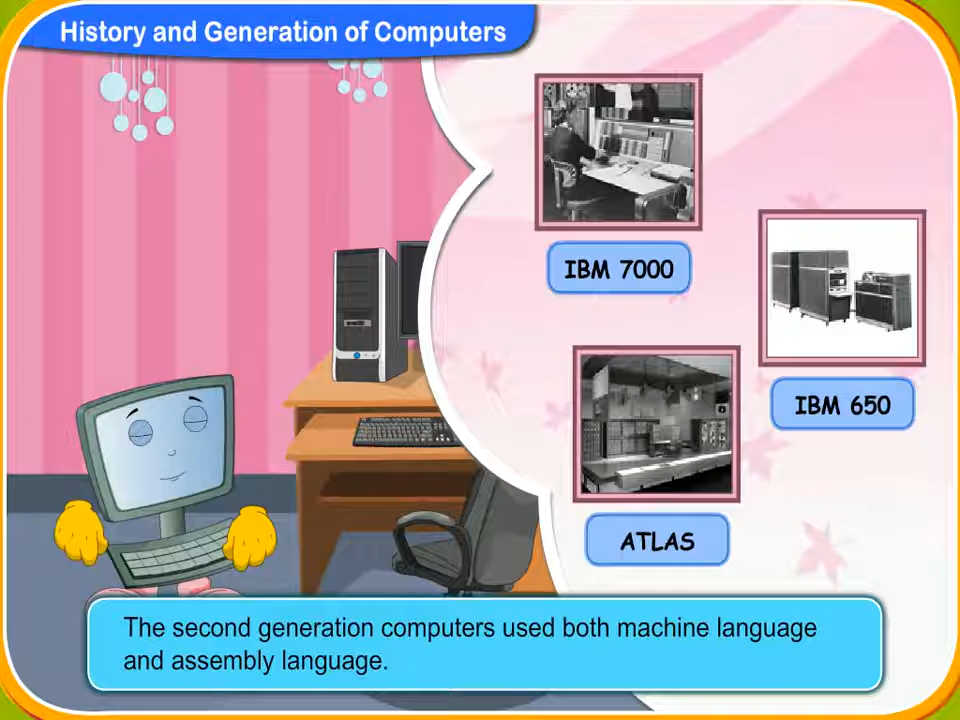 History and Generation of Computers
IBM 7000
IBM 650
ATLAS
The second generation computers used both machine language
and assembly language.